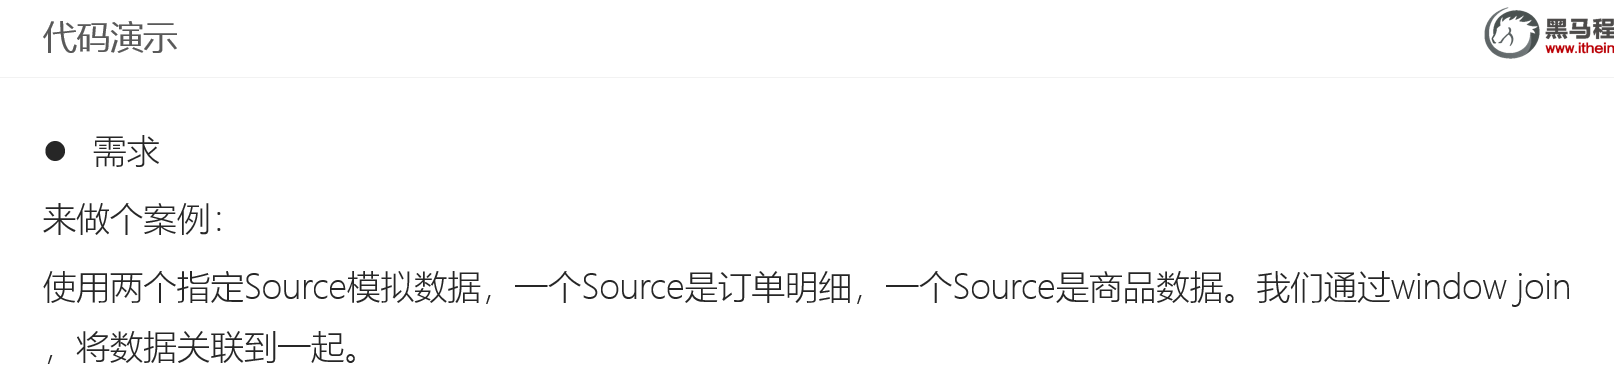 代码演示
黑马程
www.ithein
● 需求
来做个案例：
使用两个指定Source模拟数据，一个Source是订单明细，一个Source是商品数据。我们通过window join
，将数据关联到一起。